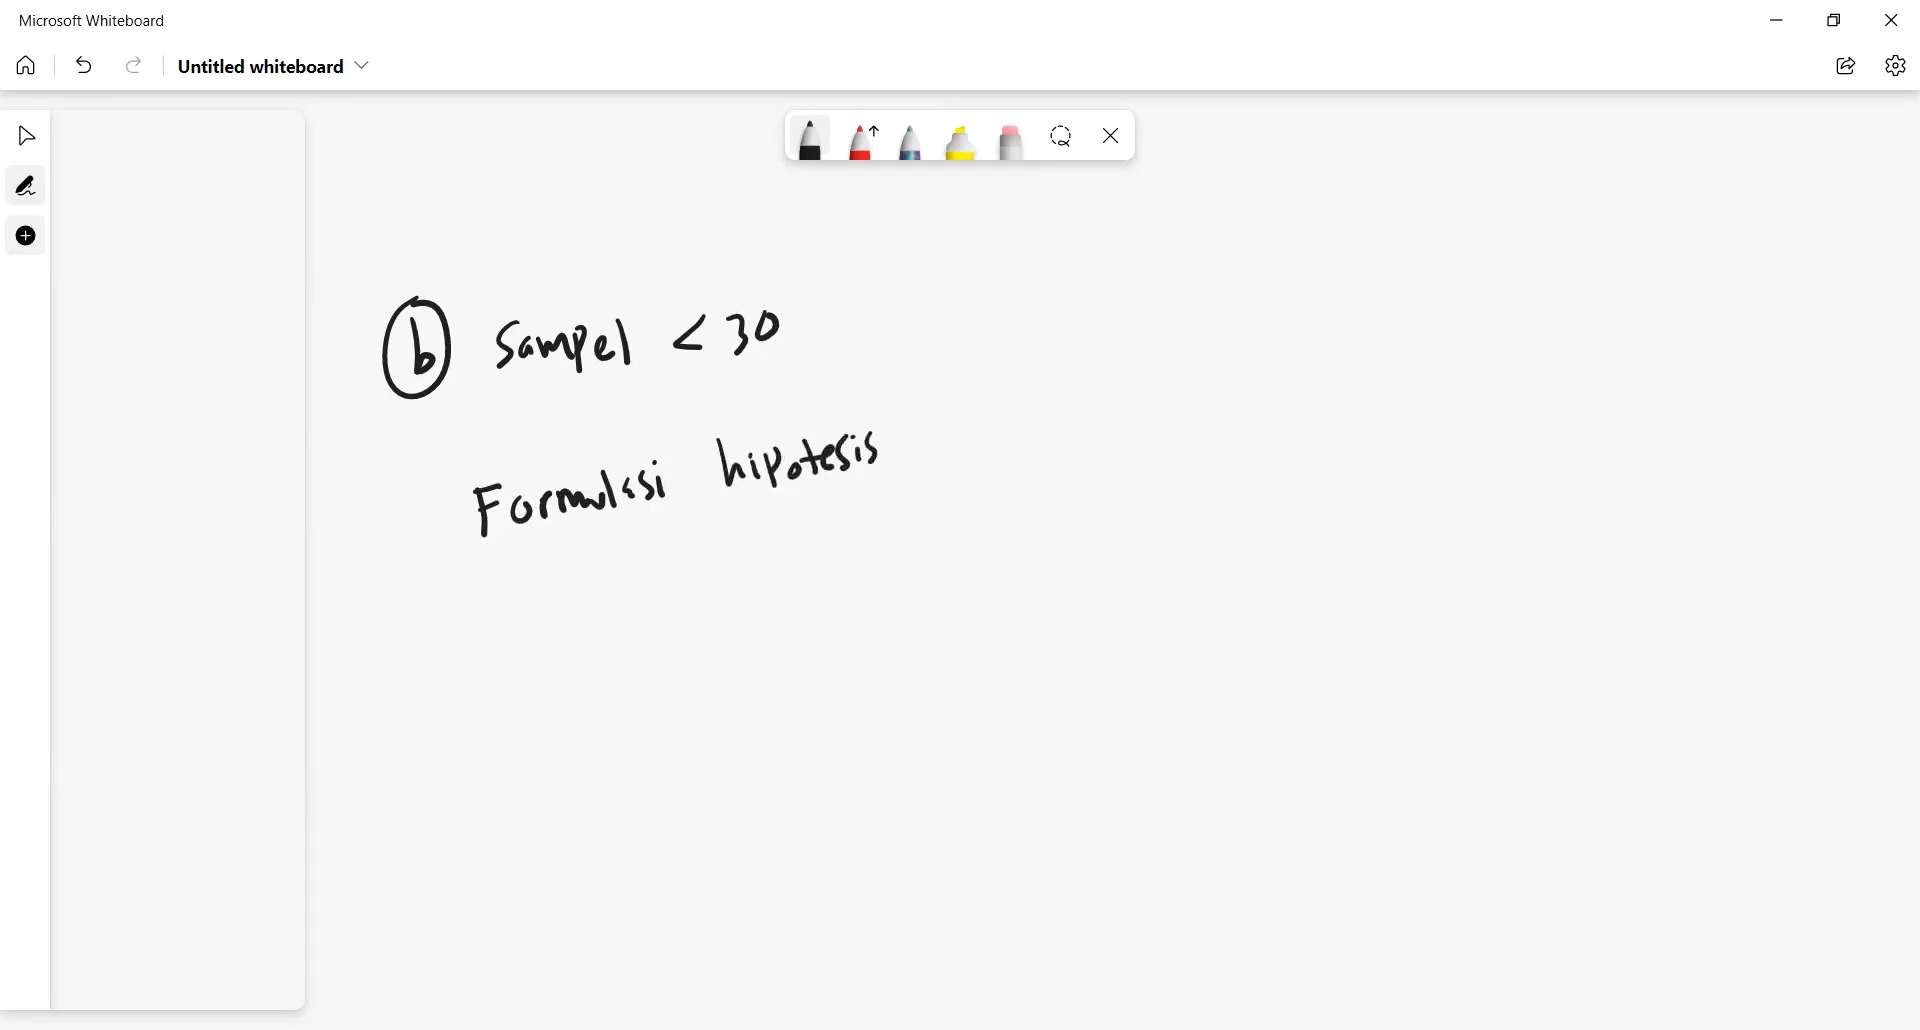 Microsoft Whiteboard
Untitled whiteboard
b Sampel < 30
Formulasi hipotesis